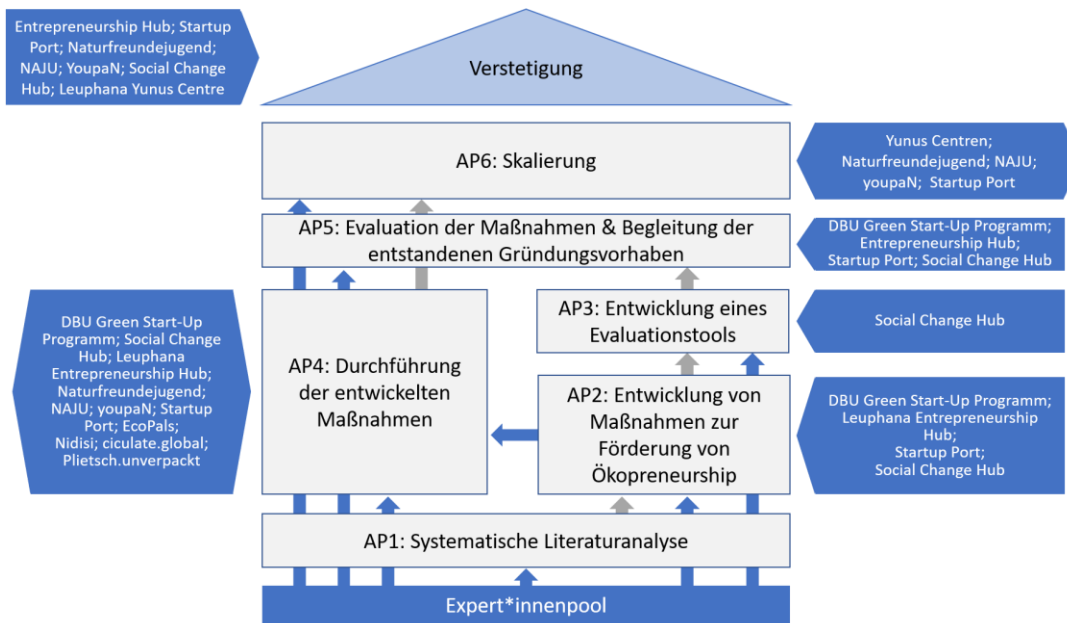 Entrepreneurship Hub; Startup
Port; Naturfreundejugend;
NAJU; YoupaN; Social Change
Hub; Leuphana Yunus Centre
Verstetigung
AP6: Skalierung
Yunus Centren;
Naturfreundejugend; NAJU;
youpaN; Startup Port
AP5: Evaluation der Maßnahmen & Begleitung der
entstandenen Gründungsvorhaben
DBU Green Start-Up Programm;
Entrepreneurship Hub;
Startup Port; Social Change Hub
DBU Green Start-Up
Programm; Social Change
Hub; Leuphana
Entrepreneurship Hub;
Naturfreundejugend;
NAJU; youpaN; Startup
Port; EcoPals;
Nidisi; ciculate.global;
Plietsch.unverpackt
AP4: Durchführung
der entwickelten
Maßnahmen
AP3: Entwicklung eines
Evaluationstools
Social Change Hub
AP2: Entwicklung von
Maßnahmen zur
Förderung von
Ökopreneurship
DBU Green Start-Up Programm;
Leuphana Entrepreneurship
Hub;
Startup Port;
Social Change Hub
AP1: Systematische Literaturanalyse
Expert*innenpool